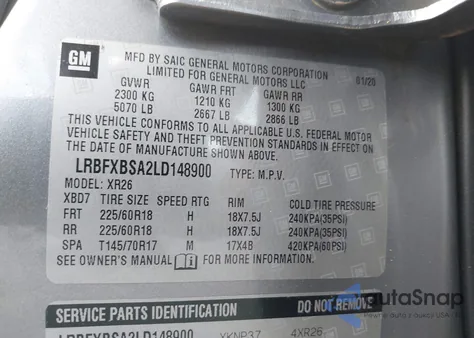 GM
MFD BY SAIC GENERAL MOTORS CORPORATION
LIMITED FOR GENERAL MOTORS LLC
01/20
GVWR GAWR FRT GAWR RR
2300 KG 1210 KG 1300 KG
5070 LB 2667 LB 2866 LB
THIS VEHICLE CONFORMS TO ALL APPLICABLE U.S. FEDERAL MOTOR
VEHICLE SAFETY AND THEFT PREVENTION STANDARDS IN EFFECT ON
THE DATE OF MANUFACTURE SHOWN ABOVE.
LRBFXBSA2LD148900 TYPE: M.P.V.
MODEL: XR26
XBD7 TIRE SIZE SPEED RTG RIM COLD TIRE PRESSURE
FRT 225/60R18 H 18X7.5J 240KPA(35PSI)
RR 225/60R18 H 18X7.5J 240KPA(35PSI)
SPA T145/70R17 M 17X4B 420KPA(60PSI)
SEE OWNER'S MANUAL FOR MORE INFORMATION
SERVICE PARTS IDENTIFICATION DO NOT REMOVE
LRBFXBSA2LD148900 YKNP37 4XR26
autaSnap